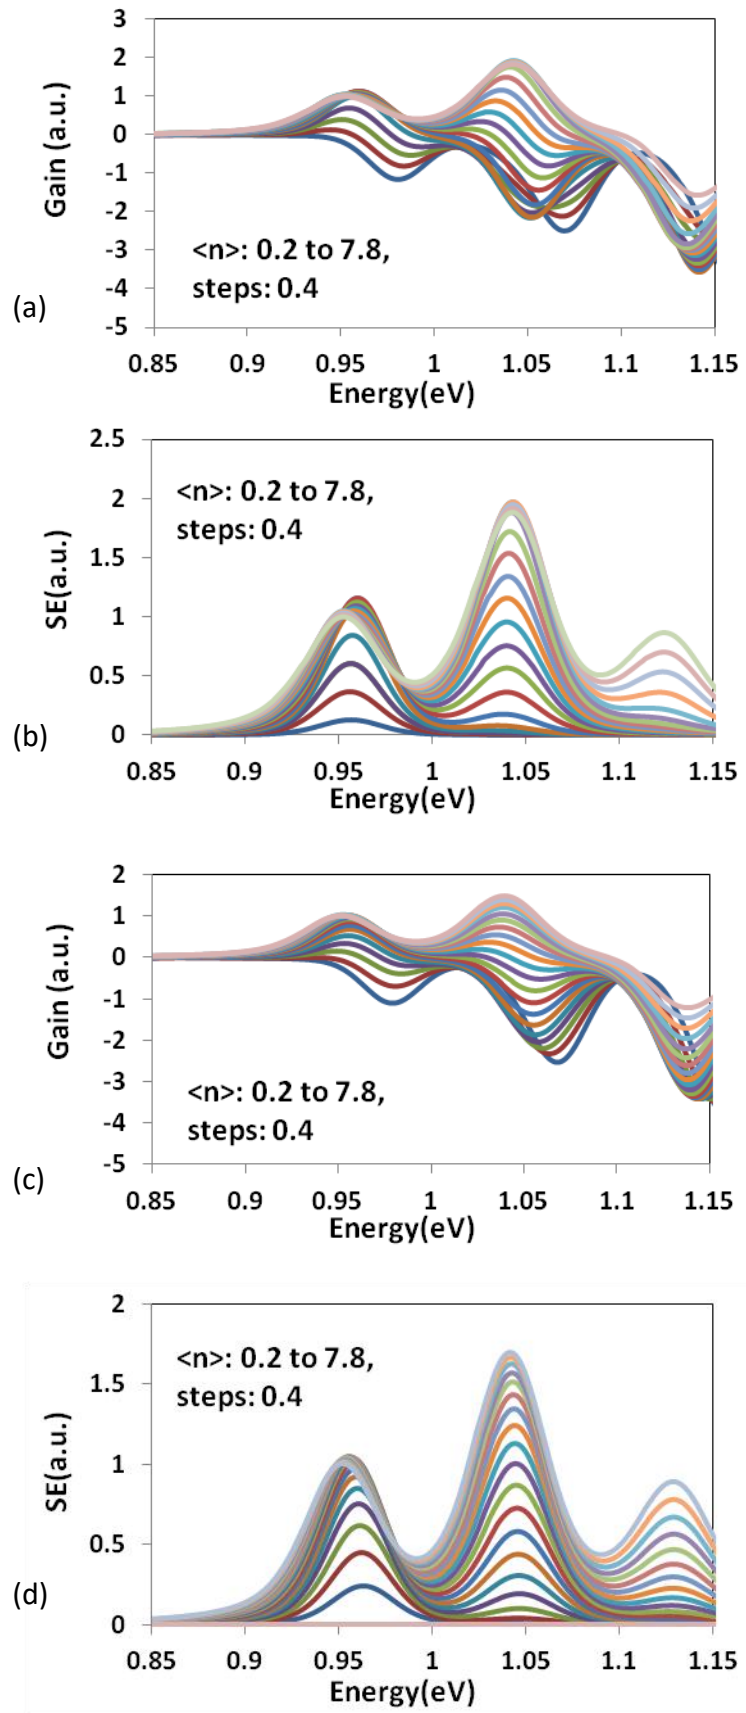 3
2
1
0
-1
-2
-3
-4
-5
Gain (a.u.)
<n>: 0.2 to 7.8,
steps: 0.4
(a)
0.85 0.9 0.95 1 1.05 1.1 1.15
Energy(eV)
2.5
2
1.5
1
0.5
0
SE(a.u.)
<n>: 0.2 to 7.8,
steps: 0.4
(b)
0.85 0.9 0.95 1 1.05 1.1 1.15
Energy(eV)
2
1
0
-1
-2
-3
-4
-5
Gain (a.u.)
<n>: 0.2 to 7.8,
steps: 0.4
(c)
0.85 0.9 0.95 1 1.05 1.1 1.15
Energy(eV)
2
1.5
1
0.5
0
SE(a.u.)
<n>: 0.2 to 7.8,
steps: 0.4
(d)
0.85 0.9 0.95 1 1.05 1.1 1.15
Energy(eV)